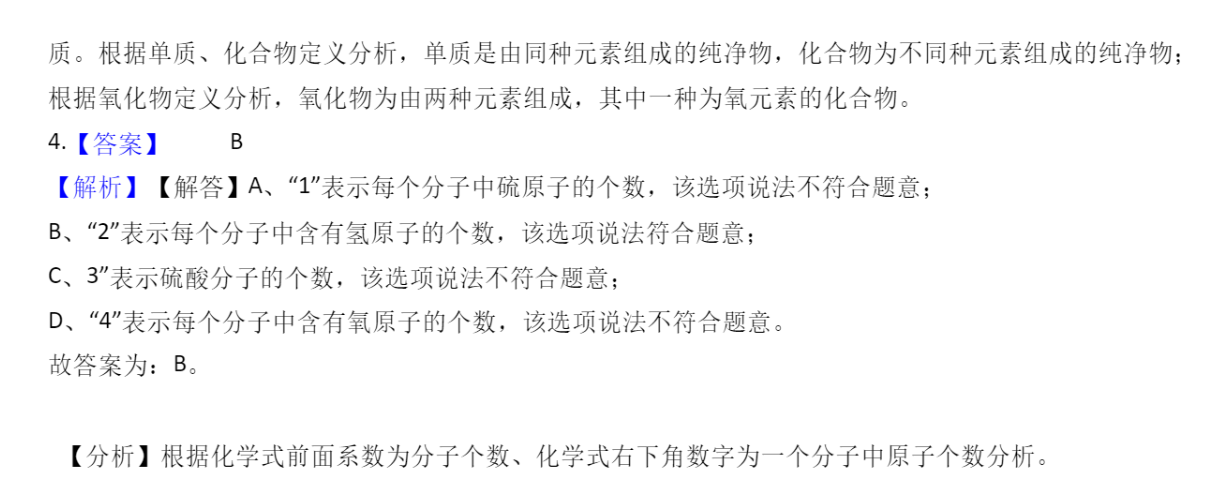 质。根据单质、化合物定义分析，单质是由同种元素组成的纯净物，化合物为不同种元素组成的纯净物；
根据氧化物定义分析，氧化物为由两种元素组成，其中一种为氧元素的化合物。
4.【答案】 B
【解析】【解答】A、“1”表示每个分子中硫原子的个数，该选项说法不符合题意；
B、“2”表示每个分子中含有氢原子的个数，该选项说法符合题意；
C、3”表示硫酸分子的个数，该选项说法不符合题意；
D、“4”表示每个分子中含有氧原子的个数，该选项说法不符合题意。
故答案为：B。
【分析】根据化学式前面系数为分子个数、化学式右下角数字为一个分子中原子个数分析。